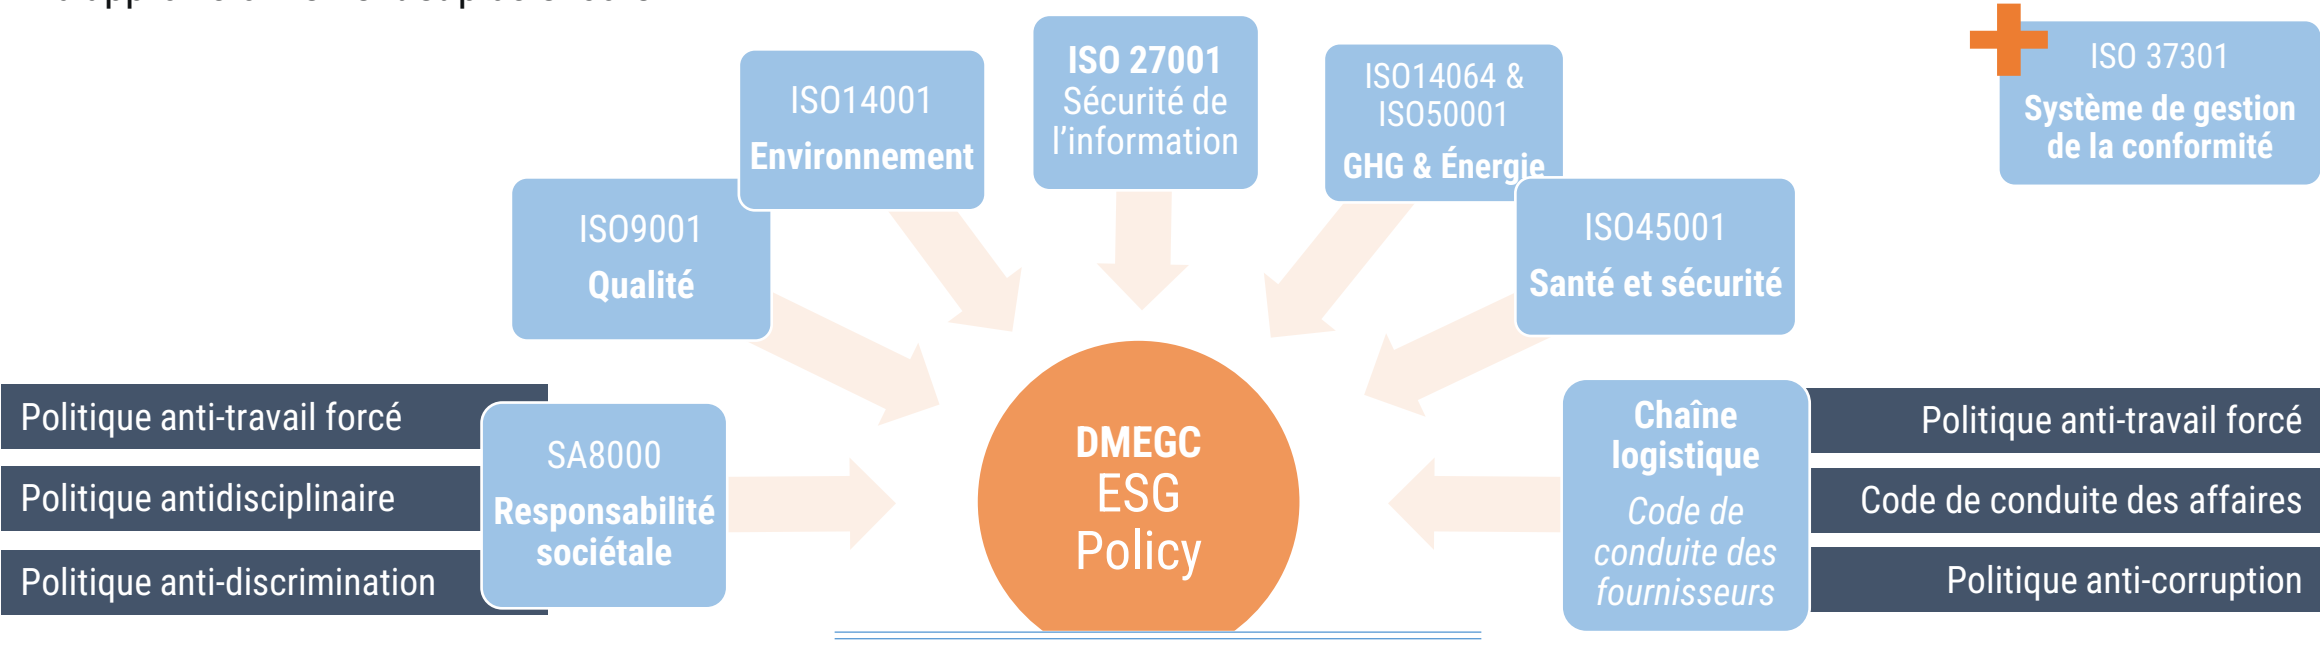 ISO 27001
Sécurité de
l'information
ISO14001
Environnement
ISO14064 &
ISO50001
GHG & Énergie
ISO 37301
Système de gestion
de la conformité
ISO9001
Qualité
ISO45001
Santé et sécurité
Politique anti-travail forcé
Politique antidisciplinaire
Politique anti-discrimination
SA8000
Responsabilité
sociétale
DMEGC
ESG
Policy
Chaîne
logistique
Code de
conduite des
fournisseurs
Politique anti-travail forcé
Code de conduite des affaires
Politique anti-corruption